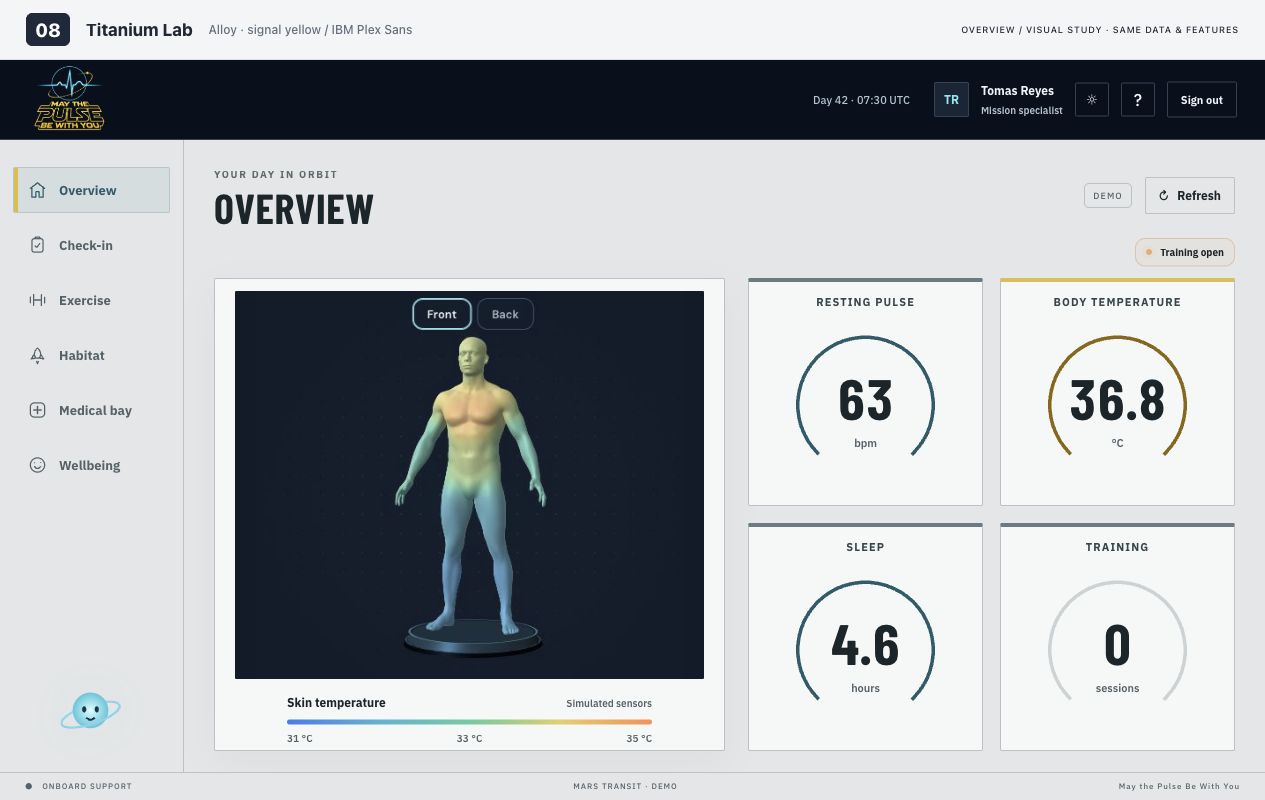 08 Titanium Lab Alloy · signal yellow / IBM Plex Sans
OVERVIEW / VISUAL STUDY · SAME DATA & FEATURES
MAY THE
PULSE
BE WITH YOU
Day 42 · 07:30 UTC
TR
Tomas Reyes
Mission specialist
?
Sign out
Overview
Check-in
Exercise
Habitat
Medical bay
Wellbeing
YOUR DAY IN ORBIT
OVERVIEW
DEMO
Refresh
Training open
Front
Back
Skin temperature
Simulated sensors
31 °C
33 °C
35 °C
RESTING PULSE
63
bpm
BODY TEMPERATURE
36.8
°C
SLEEP
4.6
hours
TRAINING
0
sessions
ONBOARD SUPPORT
MARS TRANSIT · DEMO
May the Pulse Be With You